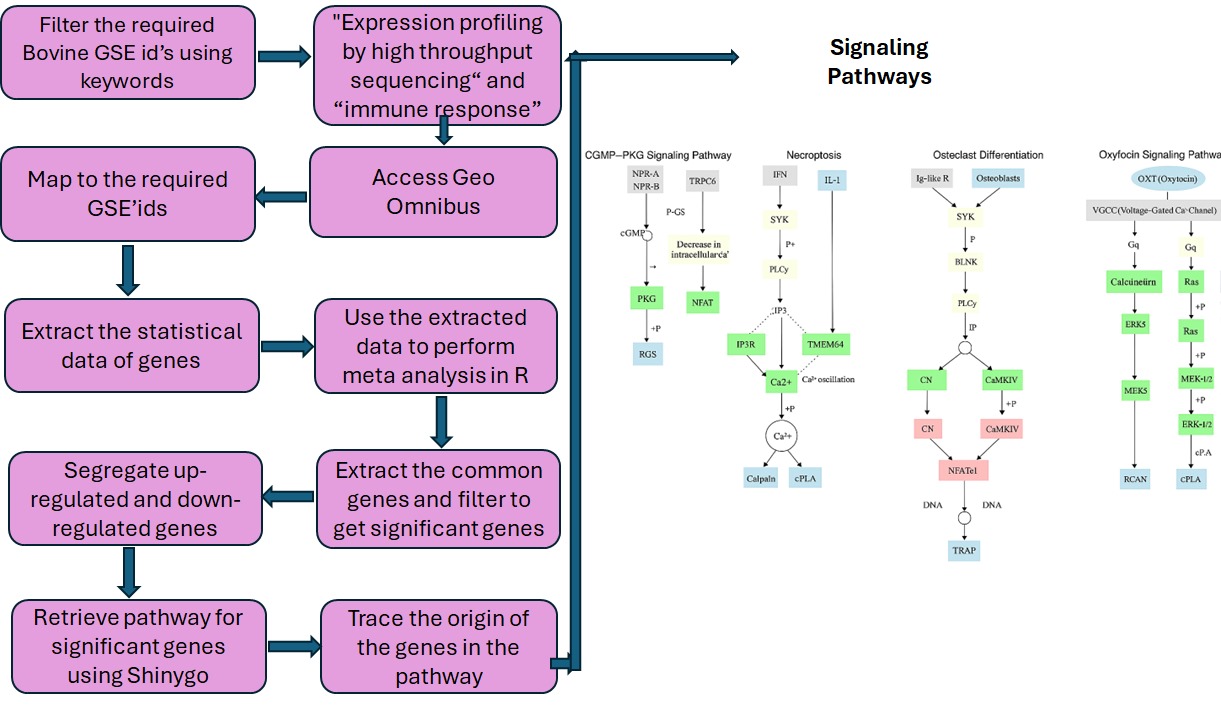 Filter the required
Bovine GSE id’s using
keywords
"Expression profiling
by high throughput
sequencing“ and
“immune response”
Access Geo
Omnibus
Map to the required
GSE’ids
Extract the statistical
data of genes
Use the extracted
data to perform
meta analysis in R
Extract the common
genes and filter to
get significant genes
Segregate up-
regulated and down-
regulated genes
Retrieve pathway for
significant genes
using Shinygo
Trace the origin of
the genes in the
pathway
Signaling
Pathways
CGMP–PKG Signaling Pathway
NPR-A
NPR-B
TRPC6
P-GS
cGMP
Decrease in
intracellular
PKG
NFAT
+P
RGS
Necroptosis
IFN
IL-1
SYK
P+
PLCy
IP3
IP3R
TMEM64
Ca2+
Ca²⁺ oscillation
+P
Ca²+
Calpain
cPLA
Osteclast Differentiation
Ig-like R
Osteoblasts
SYK
P
BLNK
PLCy
IP
CN
CaMKIV
+P
CN
CaMKIV
NFATel
DNA
DNA
TRAP
Oxyfocin Signaling Pathwa
OXT (Oxytocin)
VGCC (Voltage-Gated Ca Chanel)
Gq
Gq
Calcineürn
Ras
+P
ERK5
Ras
+P
MEK5
MEK-1/2
+P
ERK-1/2
cP.A
RCAN
cPLA